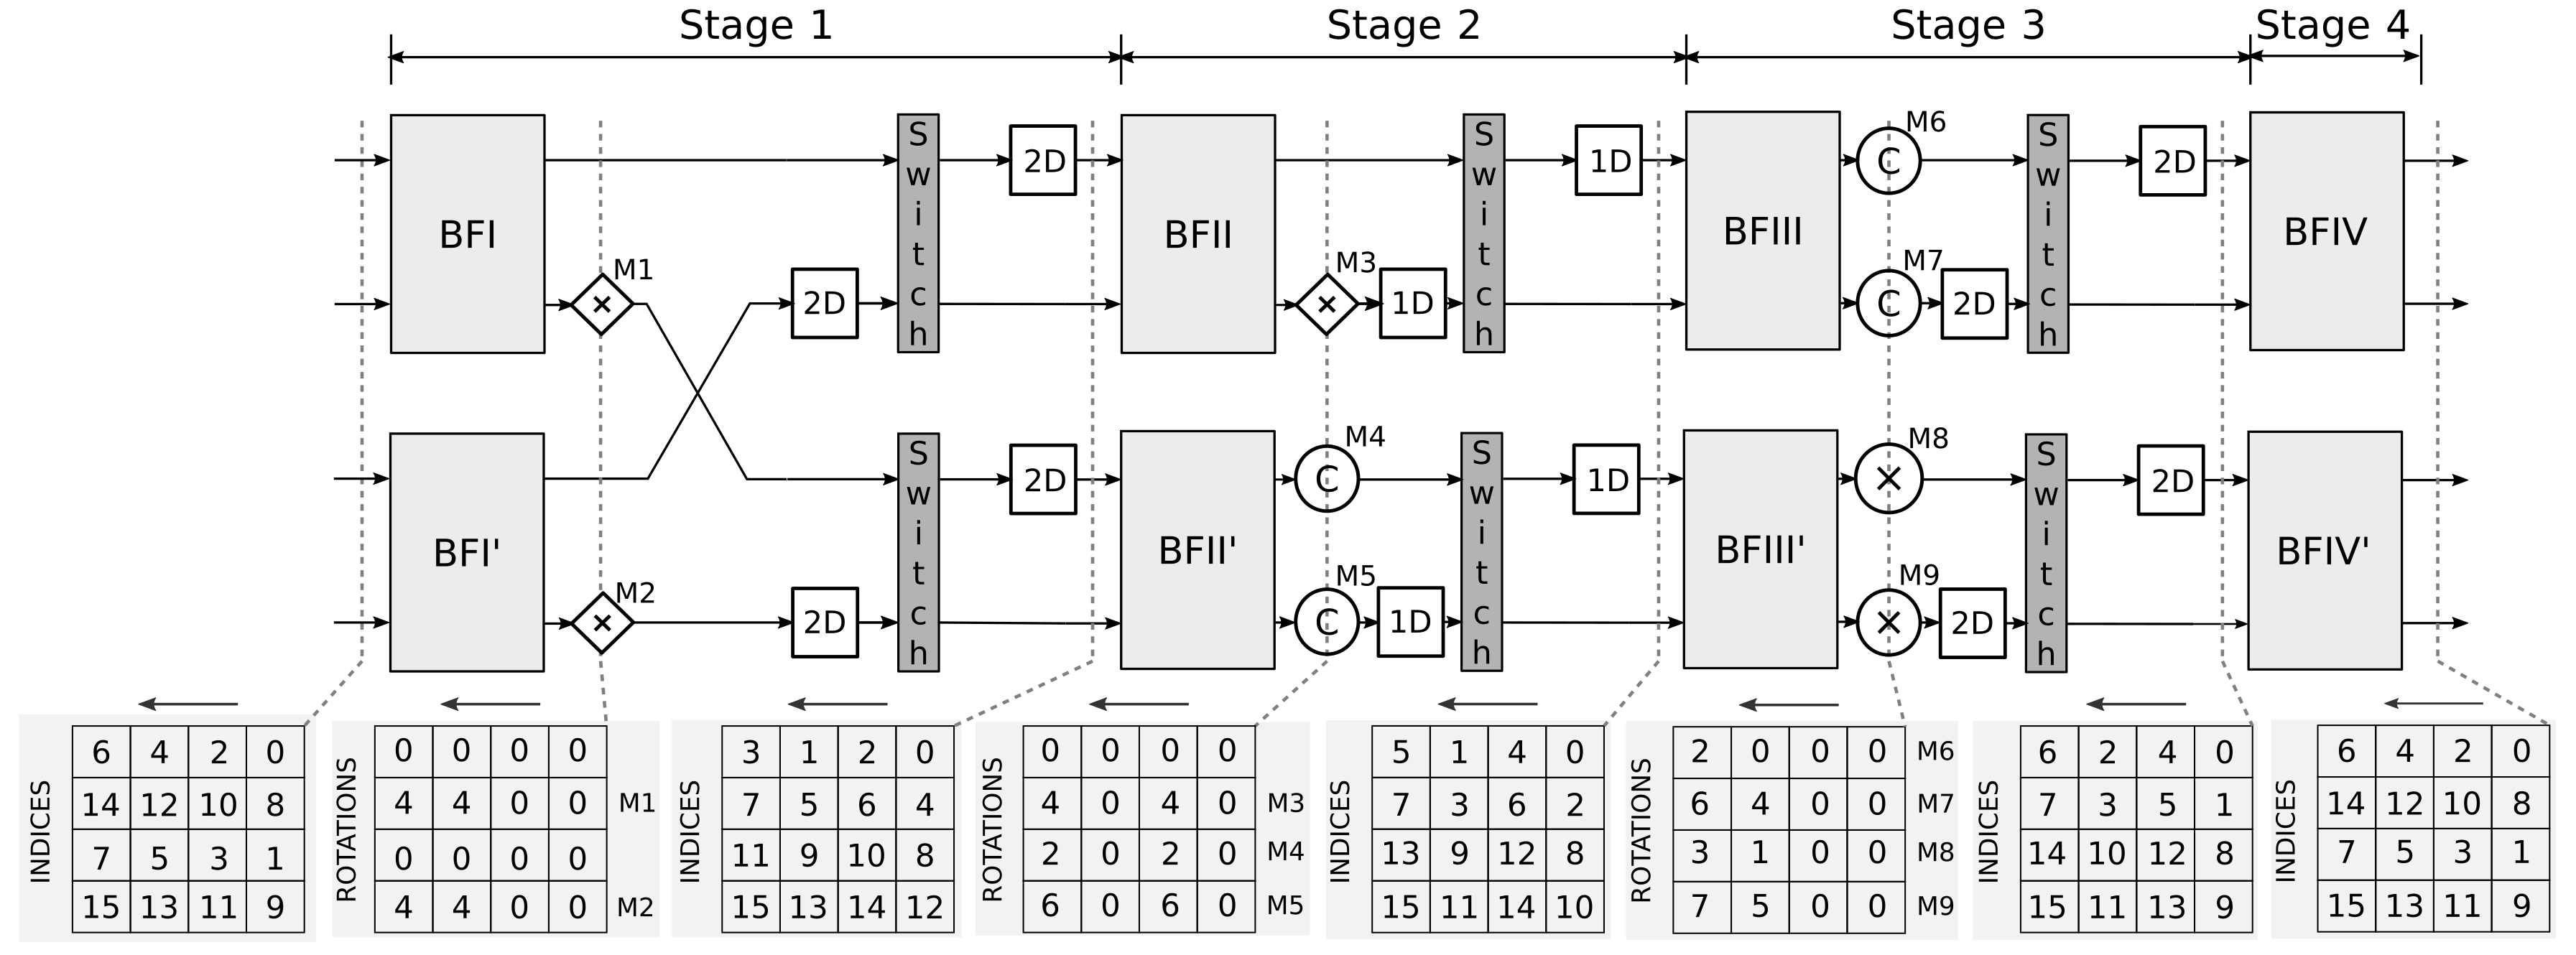 Stage 1 Stage 2 Stage 3 Stage 4
BFI M1 2D Switch 2D BFII M3 1D Switch 1D BFIII M6 C M7 C 2D Switch 2D BFIV
BFI' M2 2D Switch 2D BFII' M4 C M5 C 1D Switch 1D BFIII' M8 M9 2D Switch 2D BFIV'
INDICES
6 4 2 0
14 12 10 8
7 5 3 1
15 13 11 9
ROTATIONS
0 0 0 0
4 4 0 0 M1
0 0 0 0
4 4 0 0 M2
INDICES
3 1 2 0
7 5 6 4
11 9 10 8
15 13 14 12
ROTATIONS
0 0 0 0
4 0 4 0 M3
2 0 2 0 M4
6 0 6 0 M5
INDICES
5 1 4 0
7 3 6 2
13 9 12 8
15 11 14 10
ROTATIONS
2 0 0 0 M6
6 4 0 0 M7
3 1 0 0 M8
7 5 0 0 M9
INDICES
6 2 4 0
7 3 5 1
14 10 12 8
15 11 13 9
INDICES
6 4 2 0
14 12 10 8
7 5 3 1
15 13 11 9